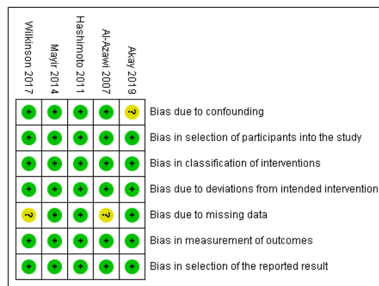 Wilkinson 2017
Mayir 2014
Hashimoto 2011
Al-Azawi 2007
Akay 2019
+ + + + ? Bias due to confounding
+ + + + + Bias in selection of participants into the study
+ + + + + Bias in classification of interventions
+ + + + + Bias due to deviations from intended intervention
? + + ? + Bias due to missing data
+ + + + + Bias in measurement of outcomes
+ + + + + Bias in selection of the reported result